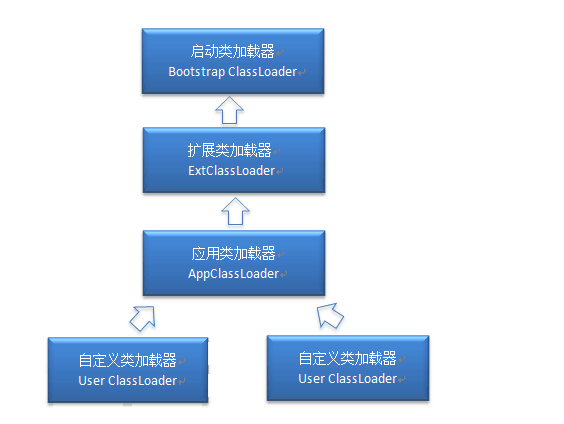 启动类加载器
Bootstrap ClassLoader
扩展类加载器
ExtClassLoader
应用类加载器
AppClassLoader
自定义类加载器
User ClassLoader
自定义类加载器
User ClassLoader